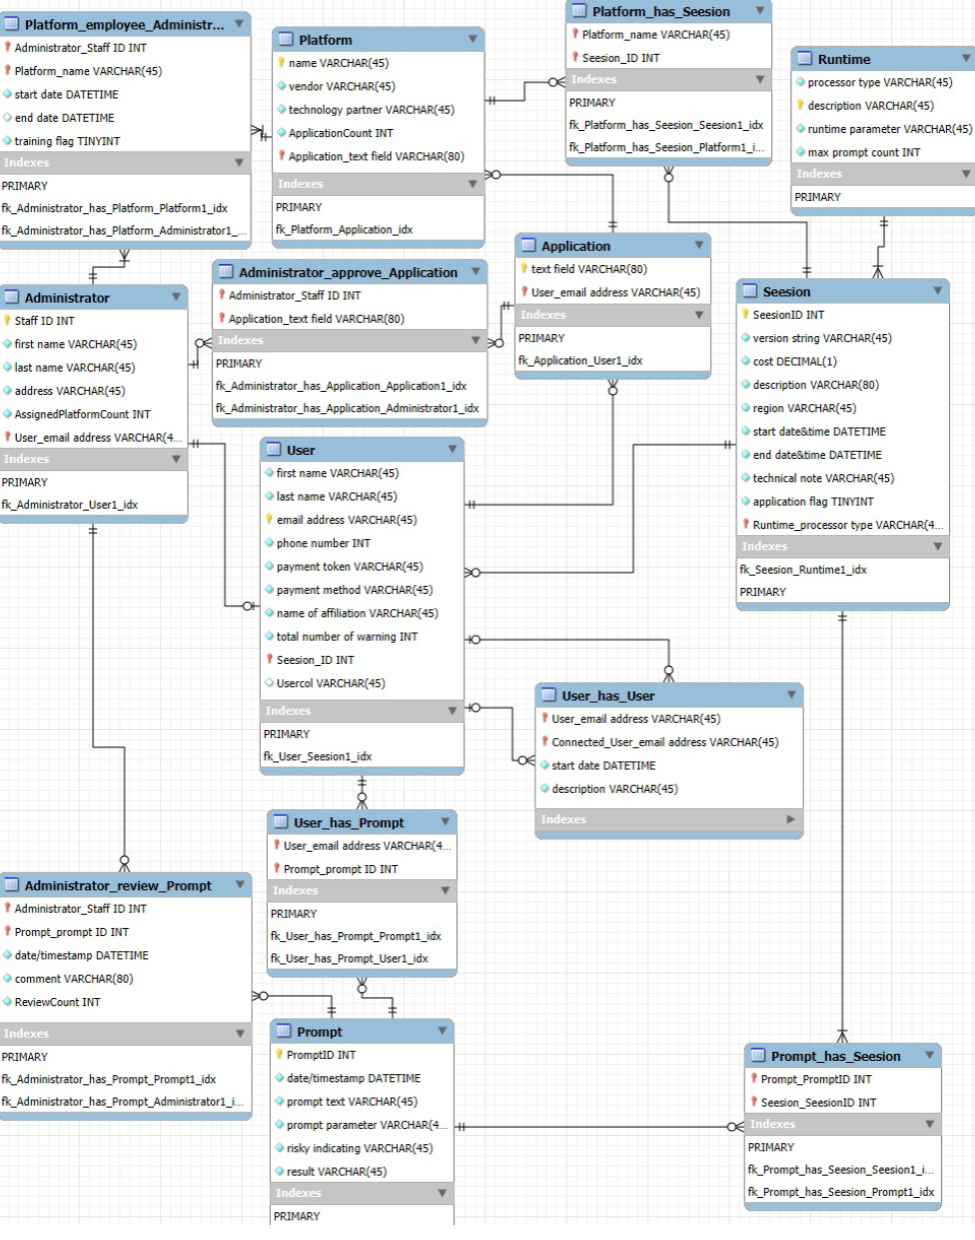 Platform_employee_Administr...
Administrator_Staff ID INT
Platform_name VARCHAR(45)
start date DATETIME
end date DATETIME
training flag TINYINT
Indexes
PRIMARY
fk_Administrator_has_Platform_Platform1_idx
fk_Administrator_has_Platform_Administrator1_...
Platform
name VARCHAR(45)
vendor VARCHAR(45)
technology partner VARCHAR(45)
ApplicationCount INT
Application_text field VARCHAR(80)
Indexes
PRIMARY
fk_Platform_Application_idx
Platform_has_Seesion
Platform_name VARCHAR(45)
Seesion_ID INT
Indexes
PRIMARY
fk_Platform_has_Seesion_Seesion1_idx
fk_Platform_has_Seesion_Platform1_i...
Runtime
processor type VARCHAR(45)
description VARCHAR(45)
runtime parameter VARCHAR(45)
max prompt count INT
Indexes
PRIMARY
Administrator
Staff ID INT
first name VARCHAR(45)
last name VARCHAR(45)
address VARCHAR(45)
AssignedPlatformCount INT
User_email address VARCHAR(4...
Indexes
PRIMARY
fk_Administrator_User1_idx
Administrator_approve_Application
Administrator_Staff ID INT
Application_text field VARCHAR(80)
Indexes
PRIMARY
fk_Administrator_has_Application_Application1_idx
fk_Administrator_has_Application_Administrator1_idx
Application
text field VARCHAR(80)
User_email address VARCHAR(45)
Indexes
PRIMARY
fk_Application_User1_idx
Seesion
SeesionID INT
version string VARCHAR(45)
cost DECIMAL(1)
description VARCHAR(80)
region VARCHAR(45)
start date&time DATETIME
end date&time DATETIME
technical note VARCHAR(45)
application flag TINYINT
Runtime_processor type VARCHAR(4...
Indexes
fk_Seesion_Runtime1_idx
PRIMARY
User
first name VARCHAR(45)
last name VARCHAR(45)
email address VARCHAR(45)
phone number INT
payment token VARCHAR(45)
payment method VARCHAR(45)
name of affiliation VARCHAR(45)
total number of warning INT
Seesion_ID INT
Usercol VARCHAR(45)
Indexes
PRIMARY
fk_User_Seesion1_idx
User_has_User
User_email address VARCHAR(45)
Connected_User_email address VARCHAR(45)
start date DATETIME
description VARCHAR(45)
Indexes
User_has_Prompt
User_email address VARCHAR(4...
Prompt_prompt ID INT
Indexes
PRIMARY
fk_User_has_Prompt_Prompt1_idx
fk_User_has_Prompt_User1_idx
Administrator_review_Prompt
Administrator_Staff ID INT
Prompt_prompt ID INT
date/timestamp DATETIME
comment VARCHAR(80)
ReviewCount INT
Indexes
PRIMARY
fk_Administrator_has_Prompt_Prompt1_idx
fk_Administrator_has_Prompt_Administrator1_i...
Prompt
PromptID INT
date/timestamp DATETIME
prompt text VARCHAR(45)
prompt parameter VARCHAR(4...
risky indicating VARCHAR(45)
result VARCHAR(45)
Indexes
PRIMARY
Prompt_has_Seesion
Prompt_PromptID INT
Seesion_SeesionID INT
Indexes
PRIMARY
fk_Prompt_has_Seesion_Seesion1_i...
fk_Prompt_has_Seesion_Prompt1_idx